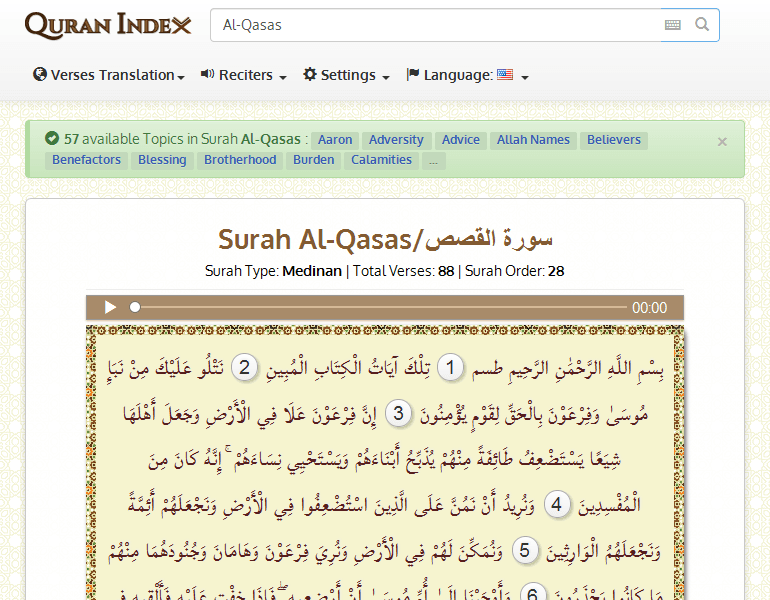 Quran Index
Al-Qasas
Verses Translation Reciters Settings Language:
57 available Topics in Surah Al-Qasas : Aaron Adversity Advice Allah Names Believers ×
Benefactors Blessing Brotherhood Burden Calamities ...
Surah Al-Qasas/سورة القصص
Surah Type: Medinan | Total Verses: 88 | Surah Order: 28
00:00
بِسْمِ اللَّهِ الرَّحْمَٰنِ الرَّحِيمِ طسم 1 تِلْكَ آيَاتُ الْكِتَابِ الْمُبِينِ 2 نَتْلُو عَلَيْكَ مِنْ نَبَإِ
مُوسَىٰ وَفِرْعَوْنَ بِالْحَقِّ لِقَوْمٍ يُؤْمِنُونَ 3 إِنَّ فِرْعَوْنَ عَلَا فِي الْأَرْضِ وَجَعَلَ أَهْلَهَا
شِيَعًا يَسْتَضْعِفُ طَائِفَةً مِنْهُمْ يُذَبِّحُ أَبْنَاءَهُمْ وَيَسْتَحْيِي نِسَاءَهُمْ ۚ إِنَّهُ كَانَ مِنَ
الْمُفْسِدِينَ 4 وَنُرِيدُ أَنْ نَمُنَّ عَلَى الَّذِينَ اسْتُضْعِفُوا فِي الْأَرْضِ وَنَجْعَلَهُمْ أَئِمَّةً
وَنَجْعَلَهُمُ الْوَارِثِينَ 5 وَنُمَكِّنَ لَهُمْ فِي الْأَرْضِ وَنُرِيَ فِرْعَوْنَ وَهَامَانَ وَجُنُودَهُمَا مِنْهُمْ
مَا كَانُوا يَحْذَرُونَ 6 وَأَوْحَيْنَا إِلَىٰ أُمِّ مُوسَىٰ أَنْ أَرْضِعِيهِ ۖ فَإِذَا خِفْتِ عَلَيْهِ فَأَلْقِيهِ فِي